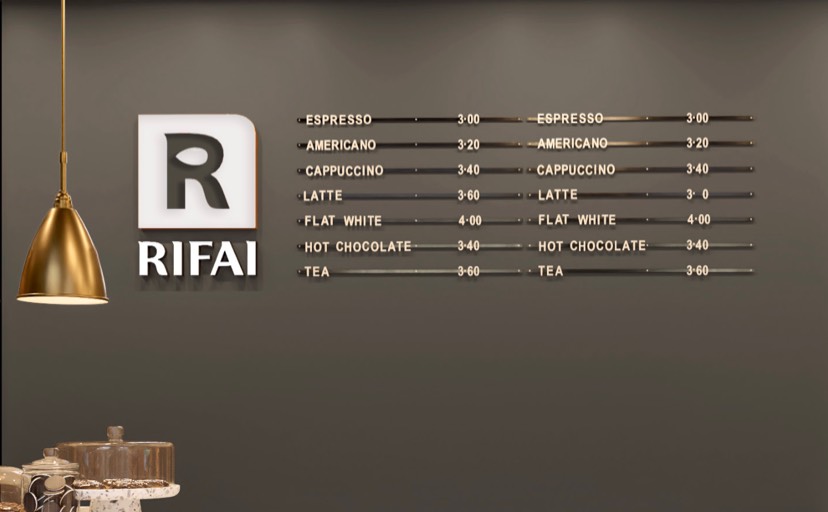 R
RIFAI
ESPRESSO 3·00 ESPRESSO 3·00
AMERICANO 3·20 AMERICANO 3·20
CAPPUCCINO 3·40 CAPPUCCINO 3·40
LATTE 3·60 LATTE 3· 0
FLAT WHITE 4·00 FLAT WHITE 4·00
HOT CHOCOLATE 3·40 HOT CHOCOLATE 3·40
TEA 3·60 TEA 3·60